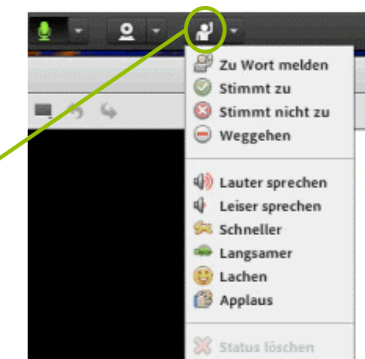 Zu Wort melden
Stimmt zu
Stimmt nicht zu
Weggehen
Lauter sprechen
Leiser sprechen
Schneller
Langsamer
Lachen
Applaus
Status löschen